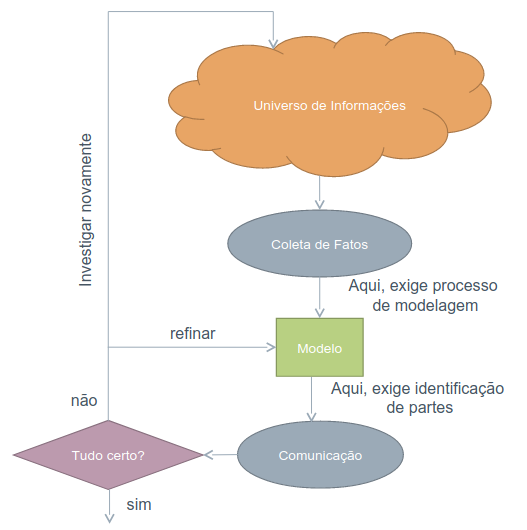 Universo de Informações
Investigar novamente
Coleta de Fatos
Aqui, exige processo
de modelagem
refinar
Modelo
Aqui, exige identificação
de partes
não
Tudo certo?
Comunicação
sim